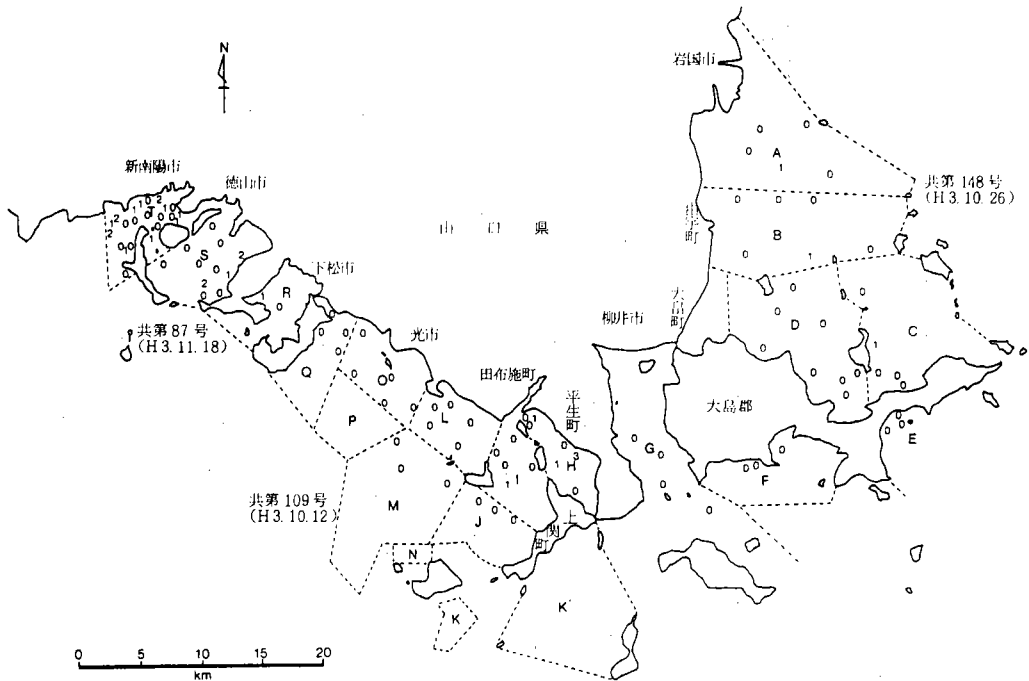 N
岩国市
新南陽市
徳山市
山口県
由宇町
共第148号
(H3.10.26)
下松市
共第87号
(H3.11.18)
光市
田布施町
平生町
柳井市
大畠町
大島郡
共第109号
(H3.10.12)
上関町
A
B
C
D
E
F
G
H
J
K
K
L
M
N
O
P
Q
R
S
T
0 5 10 15 20
km